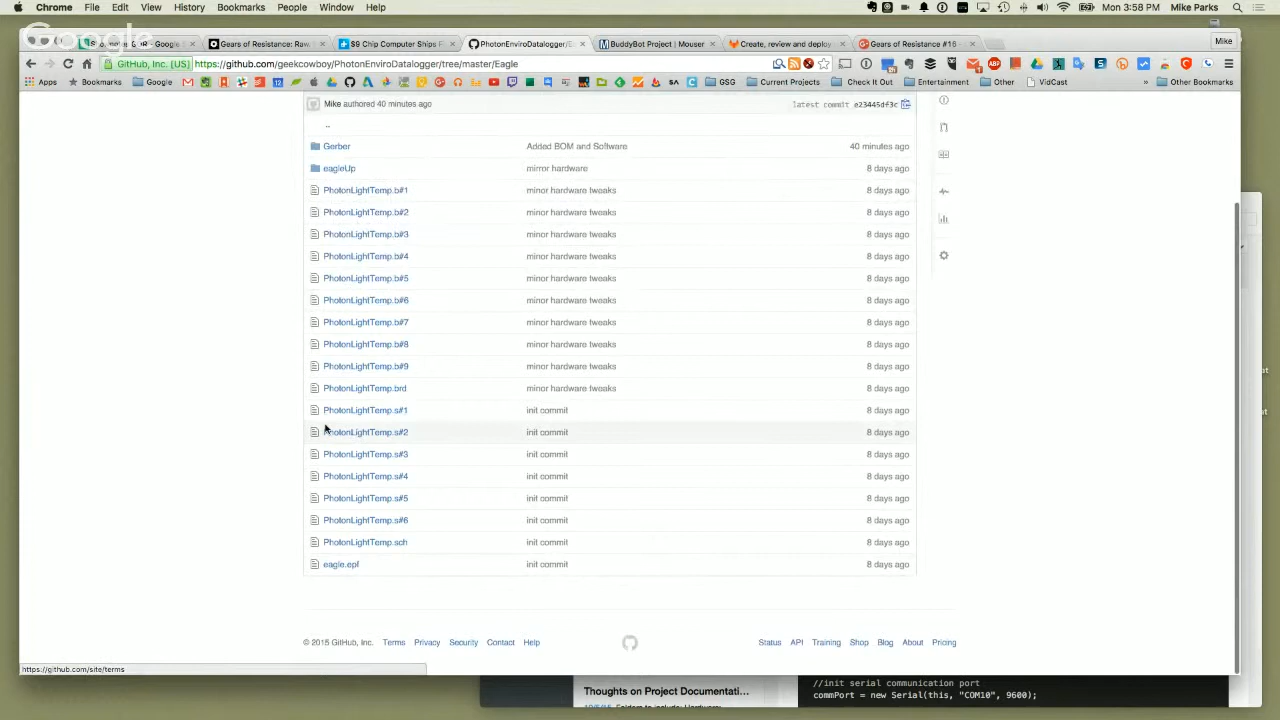 Chrome File Edit View History Bookmarks People Window Help Mon 3:58 PM Mike Parks
Google
Gears of Resistance: Raw $9 Chip Computer Ships F PhotonEnviroDatalogger/E BuddyBot Project | Mouser Create, review and deploy Gears of Resistance #16 - Mike
GitHub, Inc. [US] https://github.com/geekcowboy/PhotonEnviroDatalogger/tree/master/Eagle
Apps Bookmarks Google GSG Current Projects Check It Out Entertainment Other VidCast » Other Bookmarks
Mike authored 40 minutes ago latest commit e23445df3c
..
Gerber Added BOM and Software 40 minutes ago
eagleUp mirror hardware 8 days ago
PhotonLightTemp.b#1 minor hardware tweaks 8 days ago
PhotonLightTemp.b#2 minor hardware tweaks 8 days ago
PhotonLightTemp.b#3 minor hardware tweaks 8 days ago
PhotonLightTemp.b#4 minor hardware tweaks 8 days ago
PhotonLightTemp.b#5 minor hardware tweaks 8 days ago
PhotonLightTemp.b#6 minor hardware tweaks 8 days ago
PhotonLightTemp.b#7 minor hardware tweaks 8 days ago
PhotonLightTemp.b#8 minor hardware tweaks 8 days ago
PhotonLightTemp.b#9 minor hardware tweaks 8 days ago
PhotonLightTemp.brd minor hardware tweaks 8 days ago
PhotonLightTemp.s#1 init commit 8 days ago
PhotonLightTemp.s#2 init commit 8 days ago
PhotonLightTemp.s#3 init commit 8 days ago
PhotonLightTemp.s#4 init commit 8 days ago
PhotonLightTemp.s#5 init commit 8 days ago
PhotonLightTemp.s#6 init commit 8 days ago
PhotonLightTemp.sch init commit 8 days ago
eagle.epf init commit 8 days ago
© 2015 GitHub, Inc. Terms Privacy Security Contact Help Status API Training Shop Blog About Pricing
https://github.com/site/terms
Thoughts on Project Documentati...
//init serial communication port
commPort = new Serial(this, "COM10", 9600);